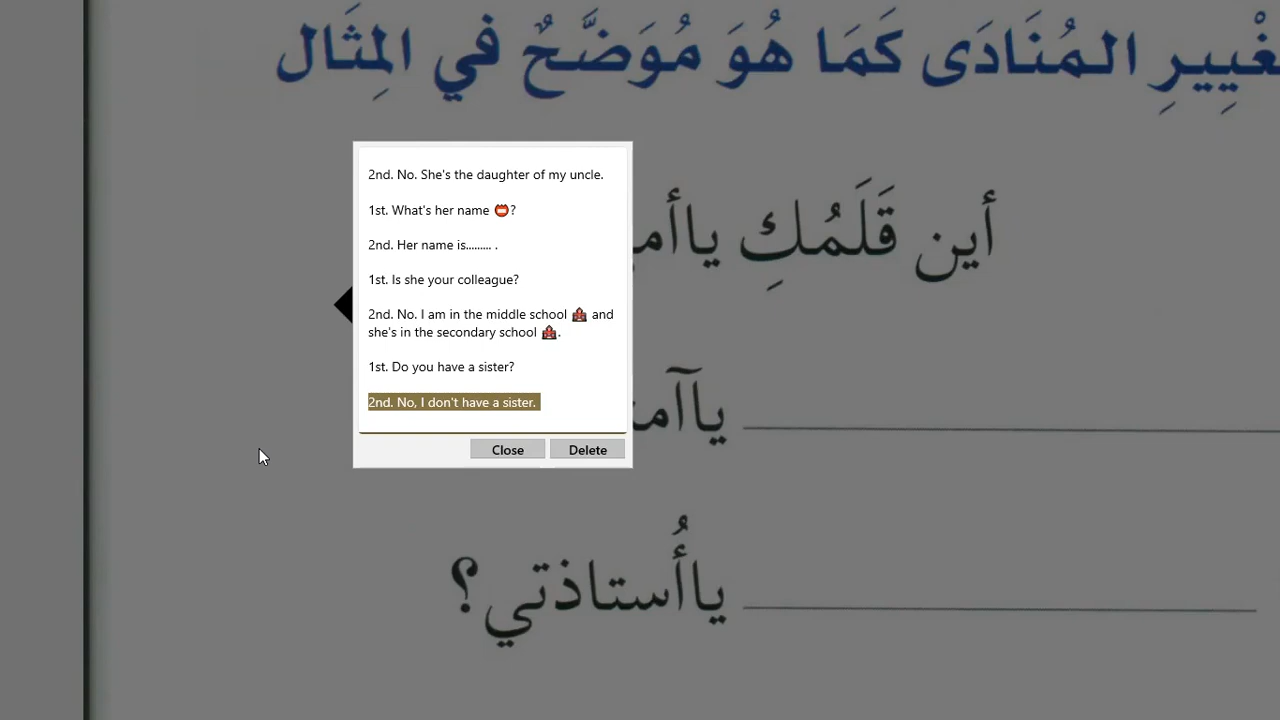 ـغْيِيرِ المُنَادَى كَمَا هُوَ مُوَضَّحٌ في المِثَال
2nd. No. She's the daughter of my uncle.
1st. What's her name 📛?
2nd. Her name is......... .
1st. Is she your colleague?
2nd. No. I am in the middle school 🏫 and
she's in the secondary school 🏫.
1st. Do you have a sister?
2nd. No, I don't have a sister.
Close Delete
أين قَلَمُكِ ياأمـ
ياآمنـ
ياأُستاذتي؟